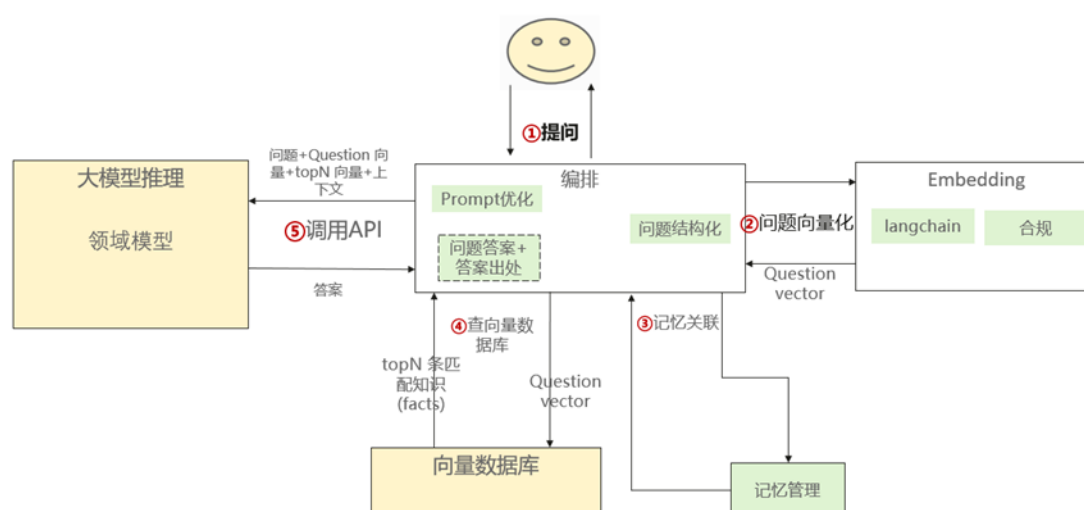 ①提问
大模型推理
领域模型
问题+Question 向
量+topN 向量+上
下文
⑤调用API
答案
编排
Prompt优化
问题结构化
问题答案+
答案出处
②问题向量化
Embedding
langchain
合规
Question
vector
④查向量数
据库
topN 条匹
配知识
(facts)
Question
vector
③记忆关联
向量数据库
记忆管理